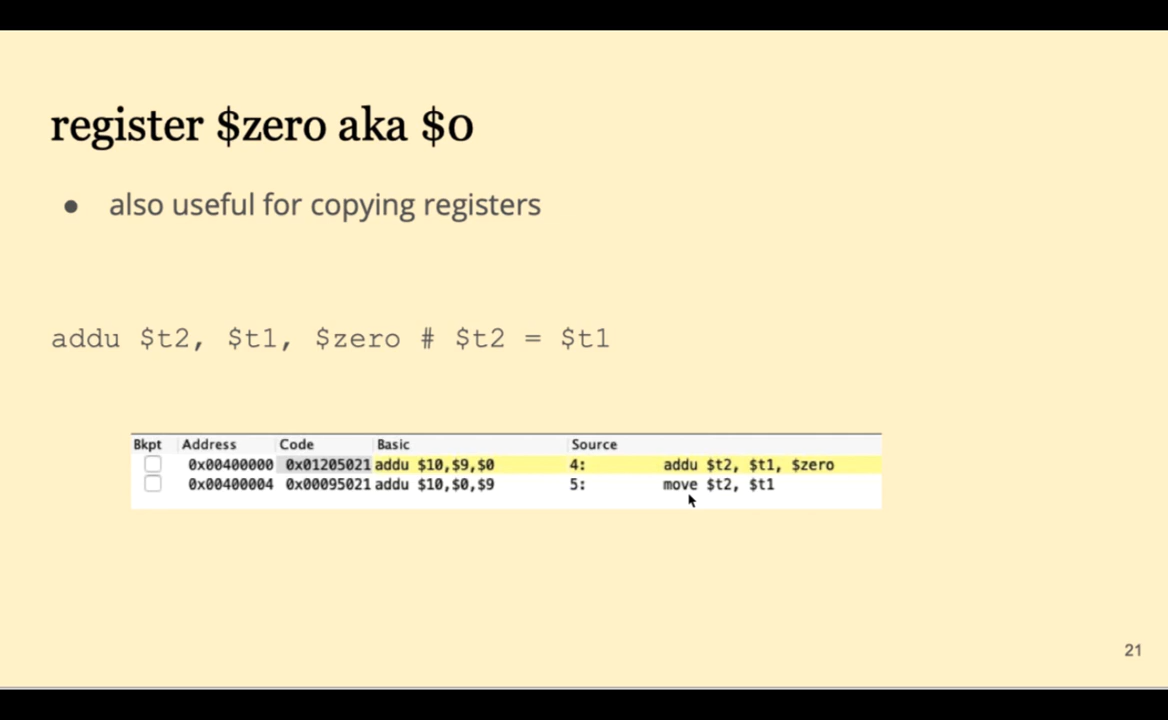 register $zero aka $0
● also useful for copying registers
addu $t2, $t1, $zero # $t2 = $t1
Bkpt Address Code Basic Source
0x00400000 0x01205021 addu $10,$9,$0 4: addu $t2, $t1, $zero
0x00400004 0x00095021 addu $10,$0,$9 5: move $t2, $t1
21